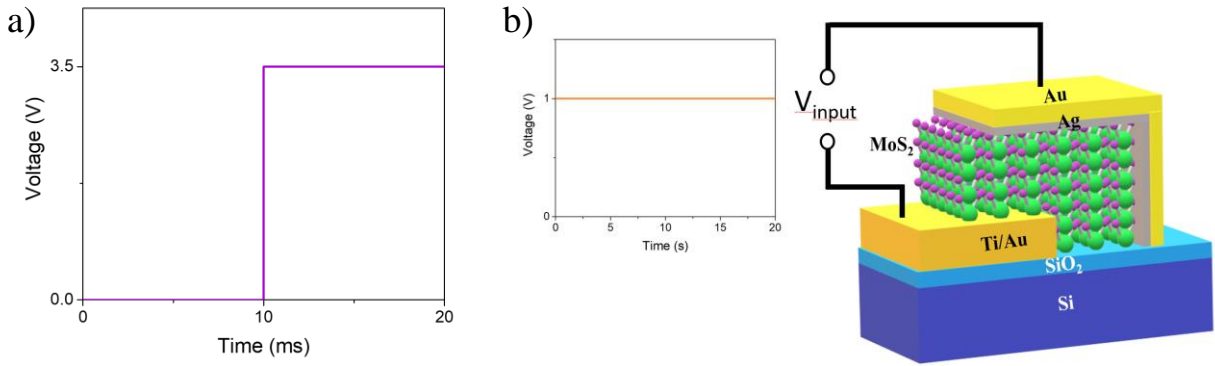 a)
Voltage (V)
3.5
0.0
0
10
20
Time (ms)
b)
Voltage (V)
1
0
0
5
10
15
20
Time (s)
V_input
Au
Ag
MoS₂
Ti/Au
SiO₂
Si